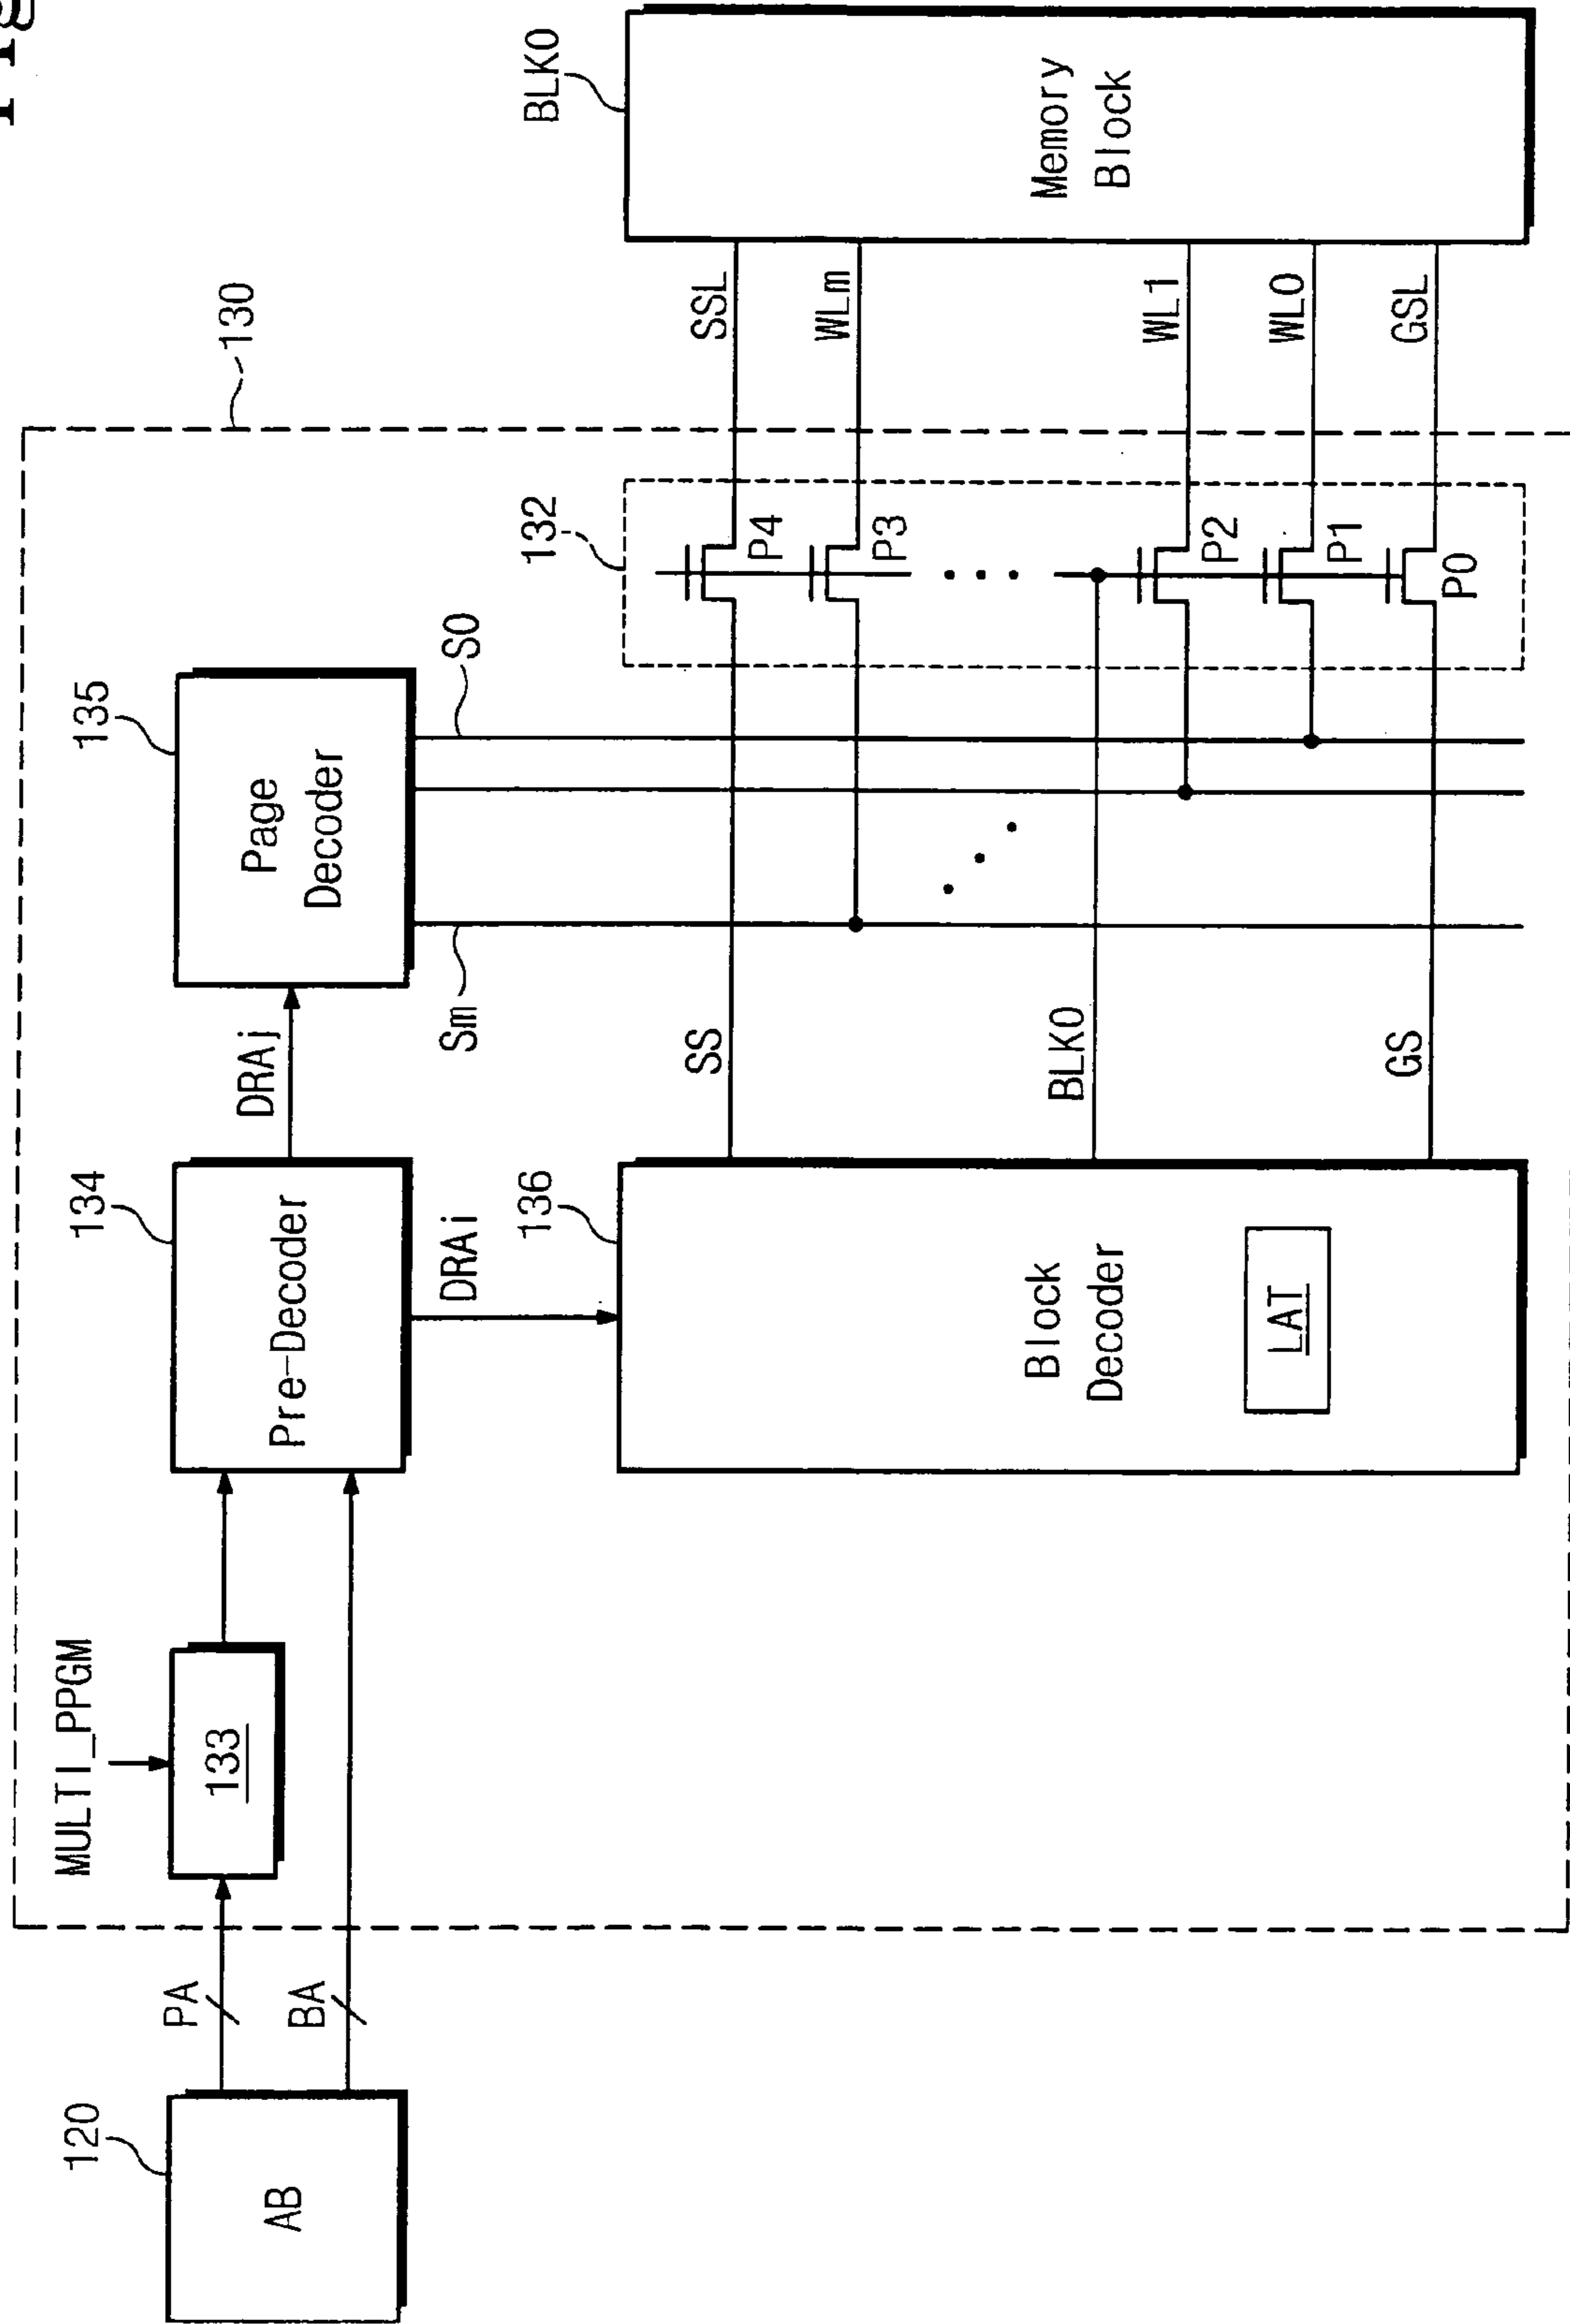 130
135
Page
Decoder
S0
Sm
DRAj
134
Pre-Decoder
DRAi
MULTI_PPGM
133
PA
BA
120
AB
BLK0
Memory
Block
SSL
WLm
WL1
WL0
GSL
132
P4
P3
P2
P1
P0
SS
BLK0
GS
136
Block
Decoder
LAT